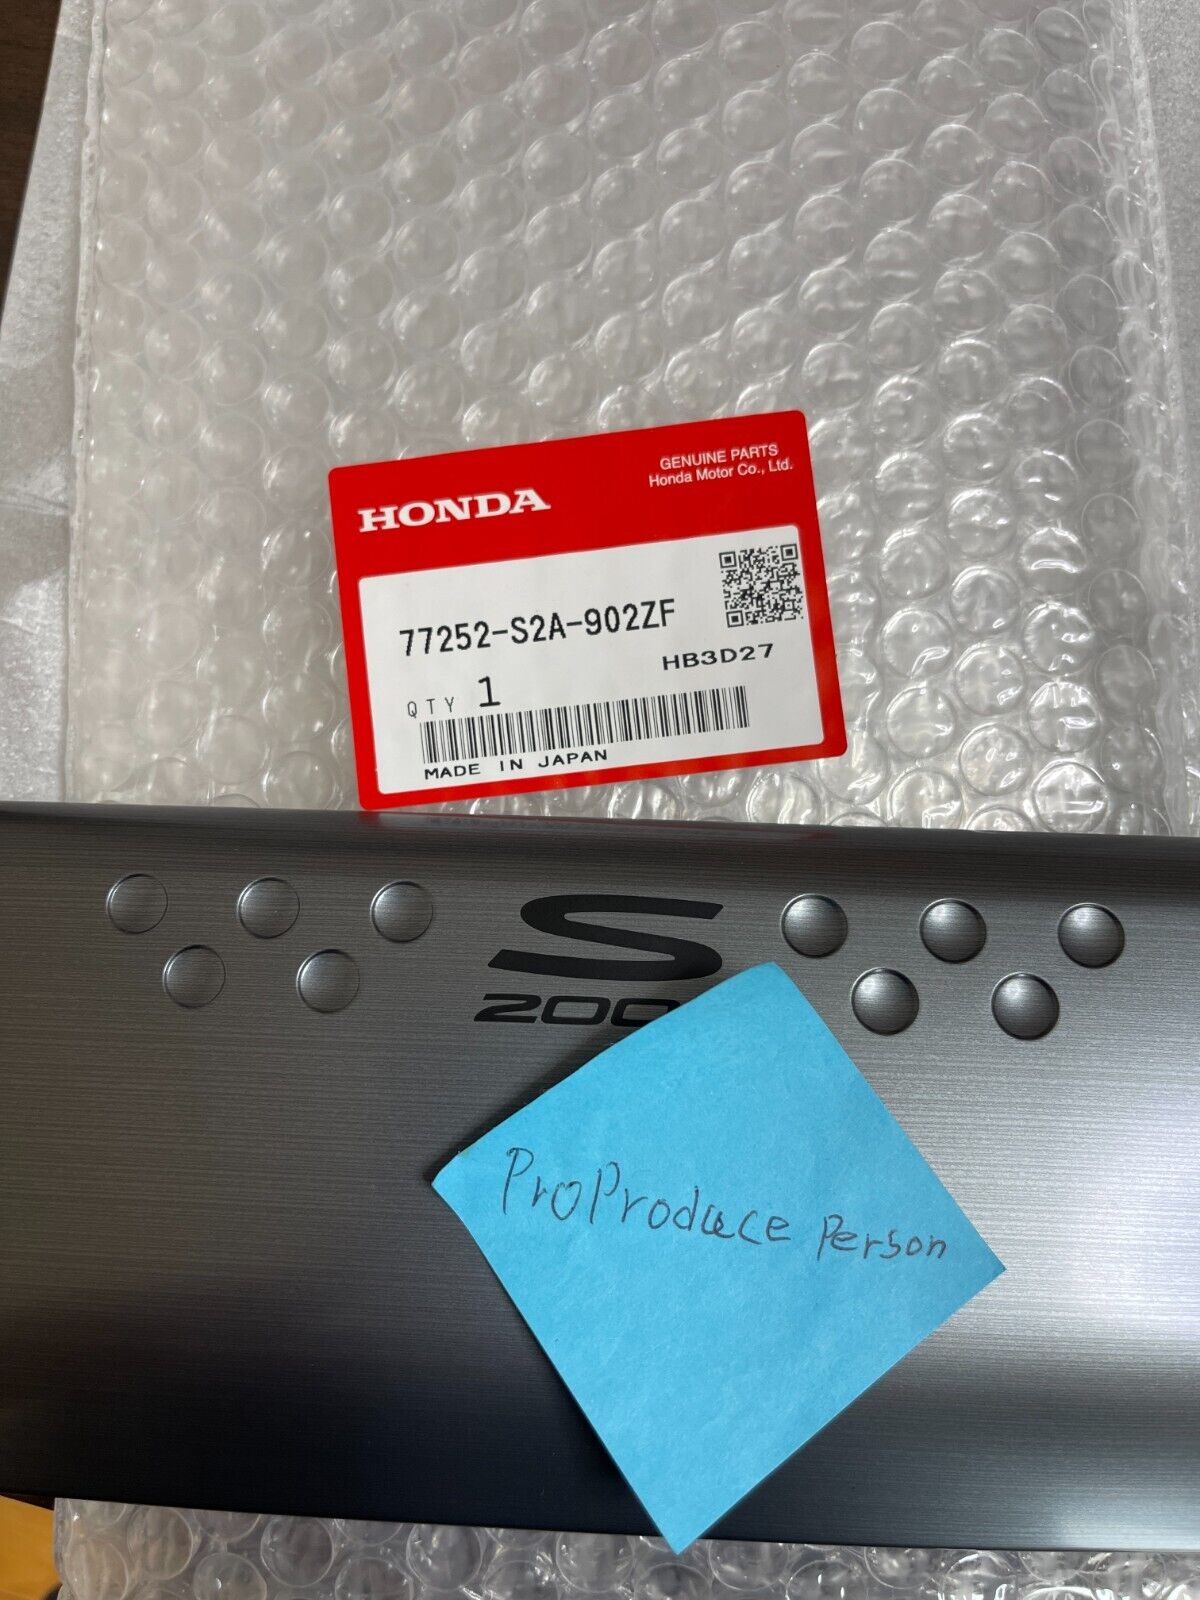 GENUINE PARTS
Honda Motor Co., Ltd.
HONDA
77252-S2A-902ZF
HB3D27
QTY 1
MADE IN JAPAN
S
200
ProProduce Person